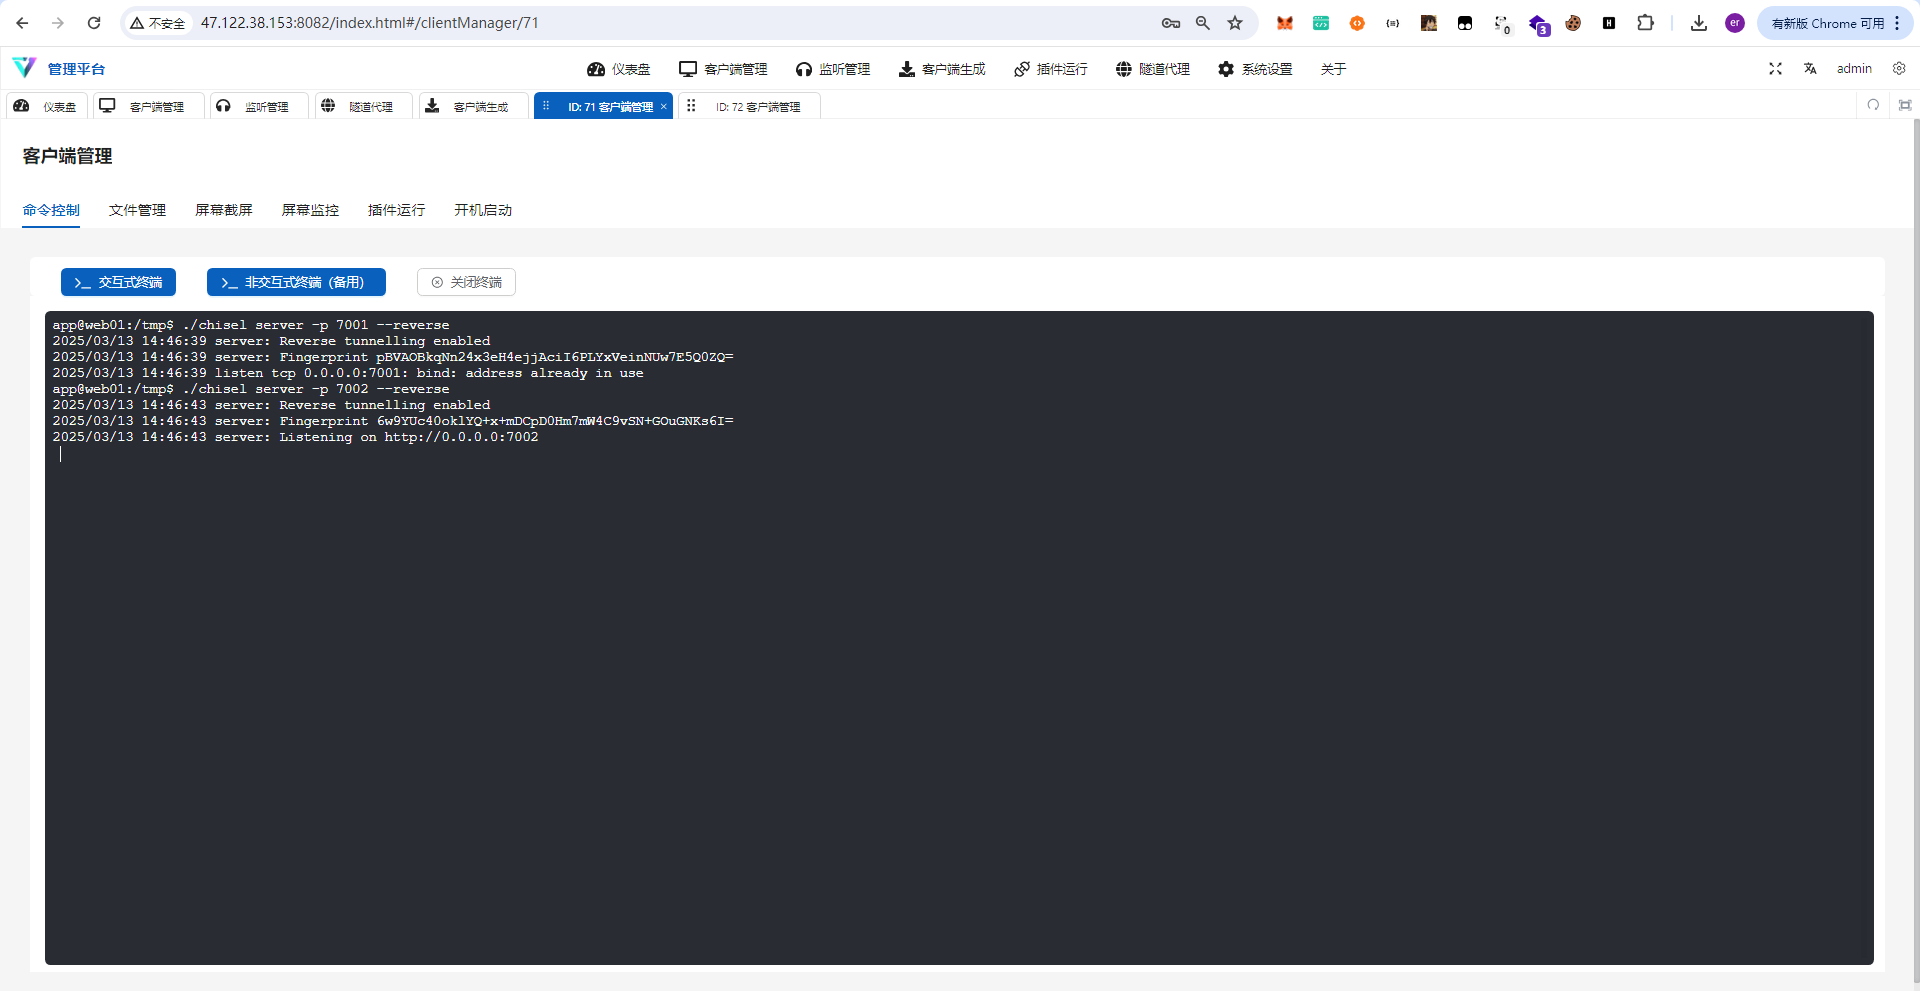 不安全 47.122.38.153:8082/index.html#/clientManager/71 0 3 H er 有新版 Chrome 可用
管理平台 仪表盘 客户端管理 监听管理 客户端生成 插件运行 隧道代理 系统设置 关于 admin
仪表盘 客户端管理 监听管理 隧道代理 客户端生成 ID: 71 客户端管理 × ID: 72 客户端管理
客户端管理
命令控制 文件管理 屏幕截屏 屏幕监控 插件运行 开机启动
交互式终端 非交互式终端（备用） 关闭终端
app@web01:/tmp$ ./chisel server -p 7001 --reverse
2025/03/13 14:46:39 server: Reverse tunnelling enabled
2025/03/13 14:46:39 server: Fingerprint pBVAOBkqNn24x3eH4ejjAciI6PLYxVeinNUw7E5Q0ZQ=
2025/03/13 14:46:39 listen tcp 0.0.0.0:7001: bind: address already in use
app@web01:/tmp$ ./chisel server -p 7002 --reverse
2025/03/13 14:46:43 server: Reverse tunnelling enabled
2025/03/13 14:46:43 server: Fingerprint 6w9YUc40oklYQ+x+mDCpD0Hm7mW4C9vSN+GOuGNKs6I=
2025/03/13 14:46:43 server: Listening on http://0.0.0.0:7002